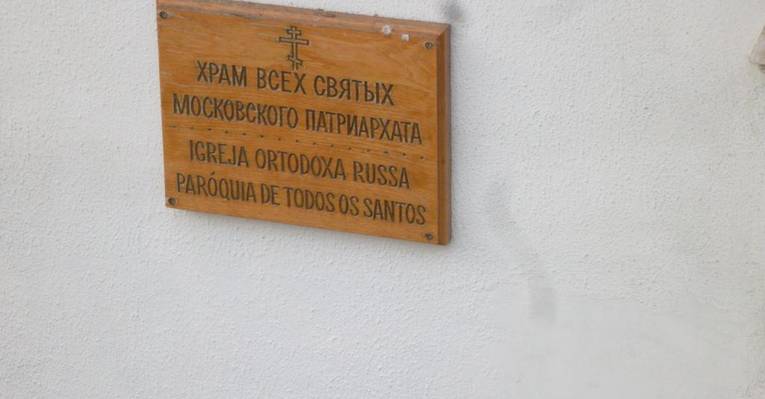 ХРАМ ВСЕХ СВЯТЫХ
МОСКОВСКОГО ПАТРИАРХАТА
IGREJA ORTODOXA RUSSA
PARÓQUIA DE TODOS OS SANTOS